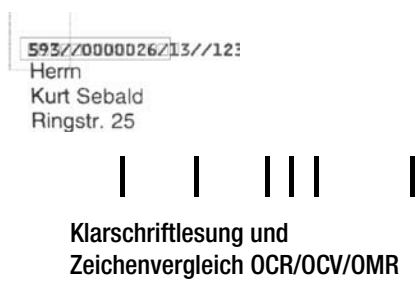 593//0000026/13//123
Herrn
Kurt Sebald
Ringstr. 25
Klarschriftlesung und
Zeichenvergleich OCR/OCV/OMR